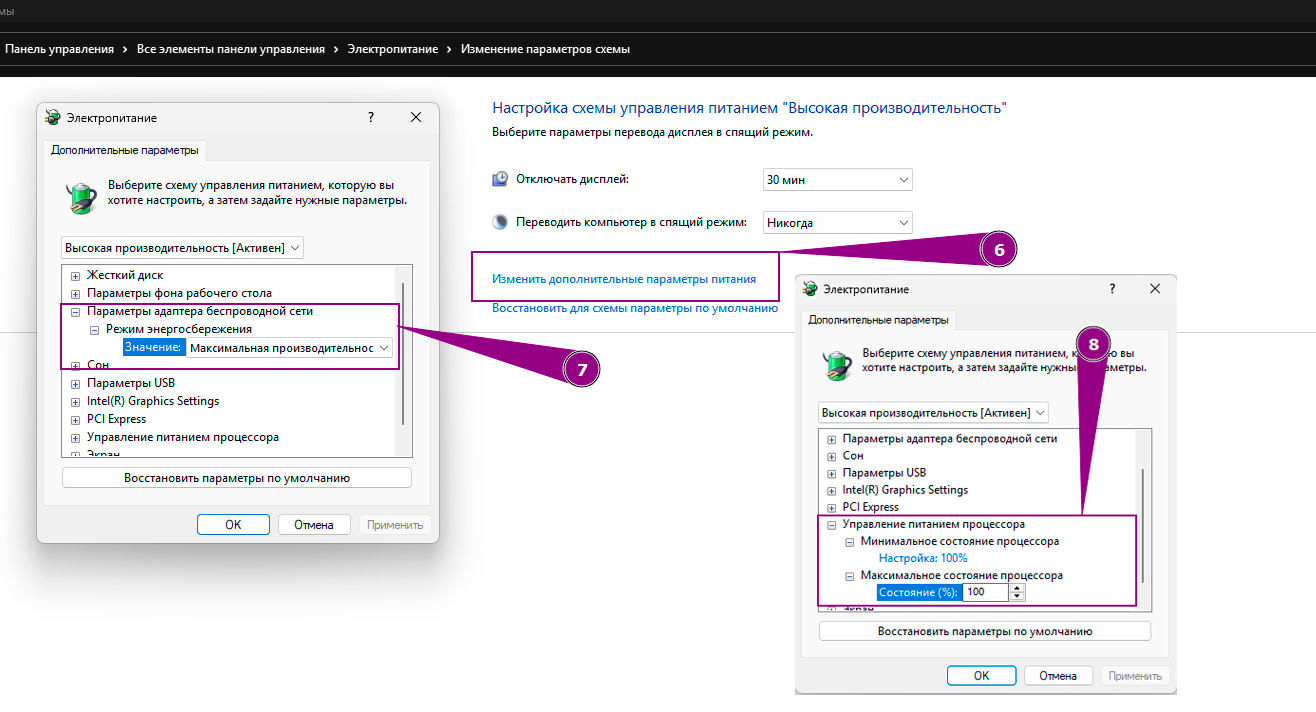 мы
Панель управления › Все элементы панели управления › Электропитание › Изменение параметров схемы
Электропитание
?
Дополнительные параметры
Выберите схему управления питанием, которую вы
хотите настроить, а затем задайте нужные параметры.
Высокая производительность [Активен]
Жесткий диск
Параметры фона рабочего стола
Параметры адаптера беспроводной сети
Режим энергосбережения
Значение: Максимальная производительнос
Сон
Параметры USB
Intel(R) Graphics Settings
PCI Express
Управление питанием процессора
Экран
Восстановить параметры по умолчанию
OK Отмена Применить
7
Настройка схемы управления питанием "Высокая производительность"
Выберите параметры перевода дисплея в спящий режим.
Отключать дисплей: 30 мин
Переводить компьютер в спящий режим: Никогда
6
Изменить дополнительные параметры питания
Восстановить для схемы параметры по умолчанию
Электропитание
?
Дополнительные параметры
8
Выберите схему управления питанием, к ю вы
хотите настроить, а затем задайте нужн араметры.
Высокая производительность [Активен]
Параметры адаптера беспроводной сети
Сон
Параметры USB
Intel(R) Graphics Settings
PCI Express
Управление питанием процессора
Минимальное состояние процессора
Настройка: 100%
Максимальное состояние процессора
Состояние (%): 100
Экран
Восстановить параметры по умолчанию
OK Отмена Применить